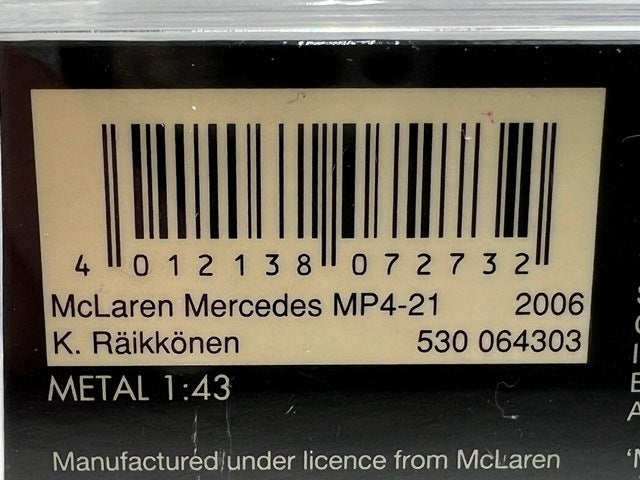 4 012138 072732
McLaren Mercedes MP4-21 2006
K. Räikkönen 530 064303
METAL 1:43
Manufactured under licence from McLaren